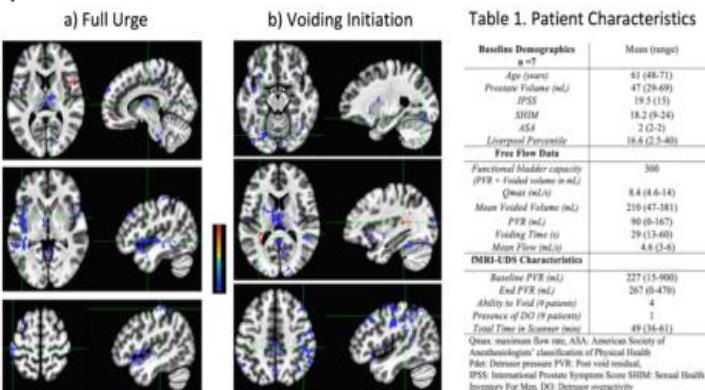 a) Full Urge
b) Voiding Initiation
Table 1. Patient Characteristics
Baseline Demographics Mean (range)
n =7
Age (years) 61 (48-71)
Prostate Volume (mL) 47 (29-69)
IPSS 19.5 (15)
SHIM 18.2 (9-24)
ASA 2 (2-2)
Liverpool Percentile 16.6 (2.5-40)
Free Flow Data
Functional bladder capacity 300
(PVR + Voided volume in mL)
Qmax (mL/s) 8.4 (4.6-14)
Mean Voided Volume (mL) 210 (47-381)
PVR (mL) 90 (0-167)
Voiding Time (s) 29 (13-60)
Mean Flow (mL/s) 4.6 (3-6)
fMRI-UDS Characteristics
Baseline PVR (mL) 227 (15-900)
End PVR (mL) 267 (0-470)
Ability to Void (9 patients) 4
Presence of DO (9 patients) 1
Total Time in Scanner (min) 49 (36-61)
Qmax: maximum flow rate, ASA: American Society of
Anesthesiologists' classification of Physical Health
Pdet: Detrusor pressure PVR: Post void residual,
IPSS: International Prostate Symptom Score SHIM: Sexual Health
Inventory For Men, DO: Detrusor overactivity